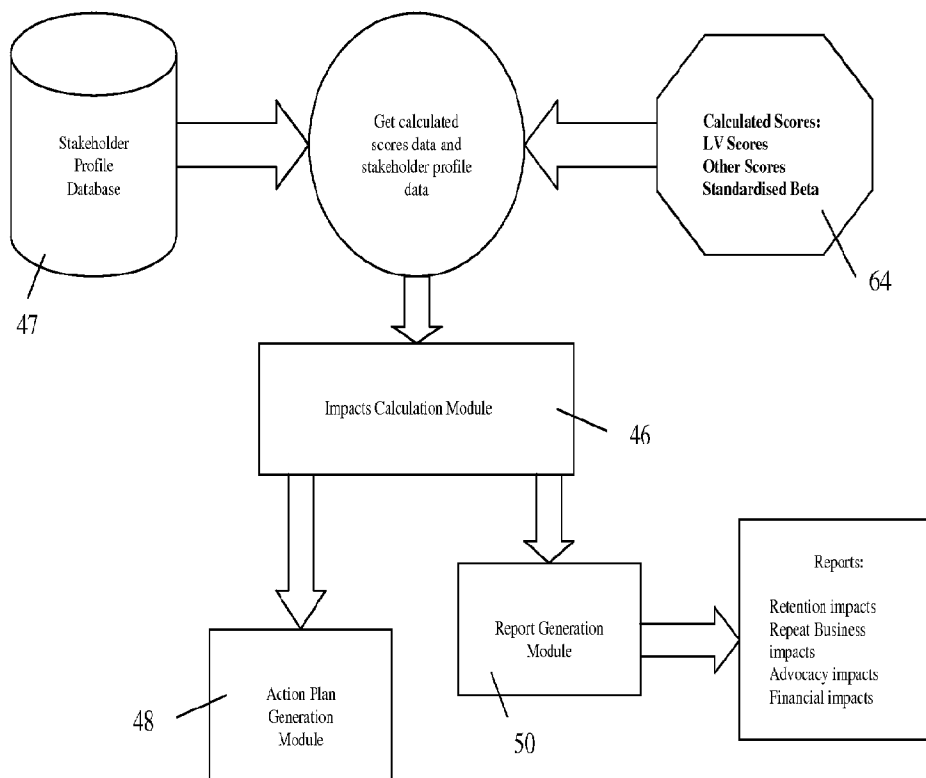 Stakeholder
Profile
Database
Get calculated
scores data and
stakeholder profile
data
Calculated Scores:
LV Scores
Other Scores
Standardised Beta
47
64
Impacts Calculation Module
46
Report Generation
Module
Reports:
Retention impacts
Repeat Business
impacts
Advocacy impacts
Financial impacts
Action Plan
Generation
Module
48
50